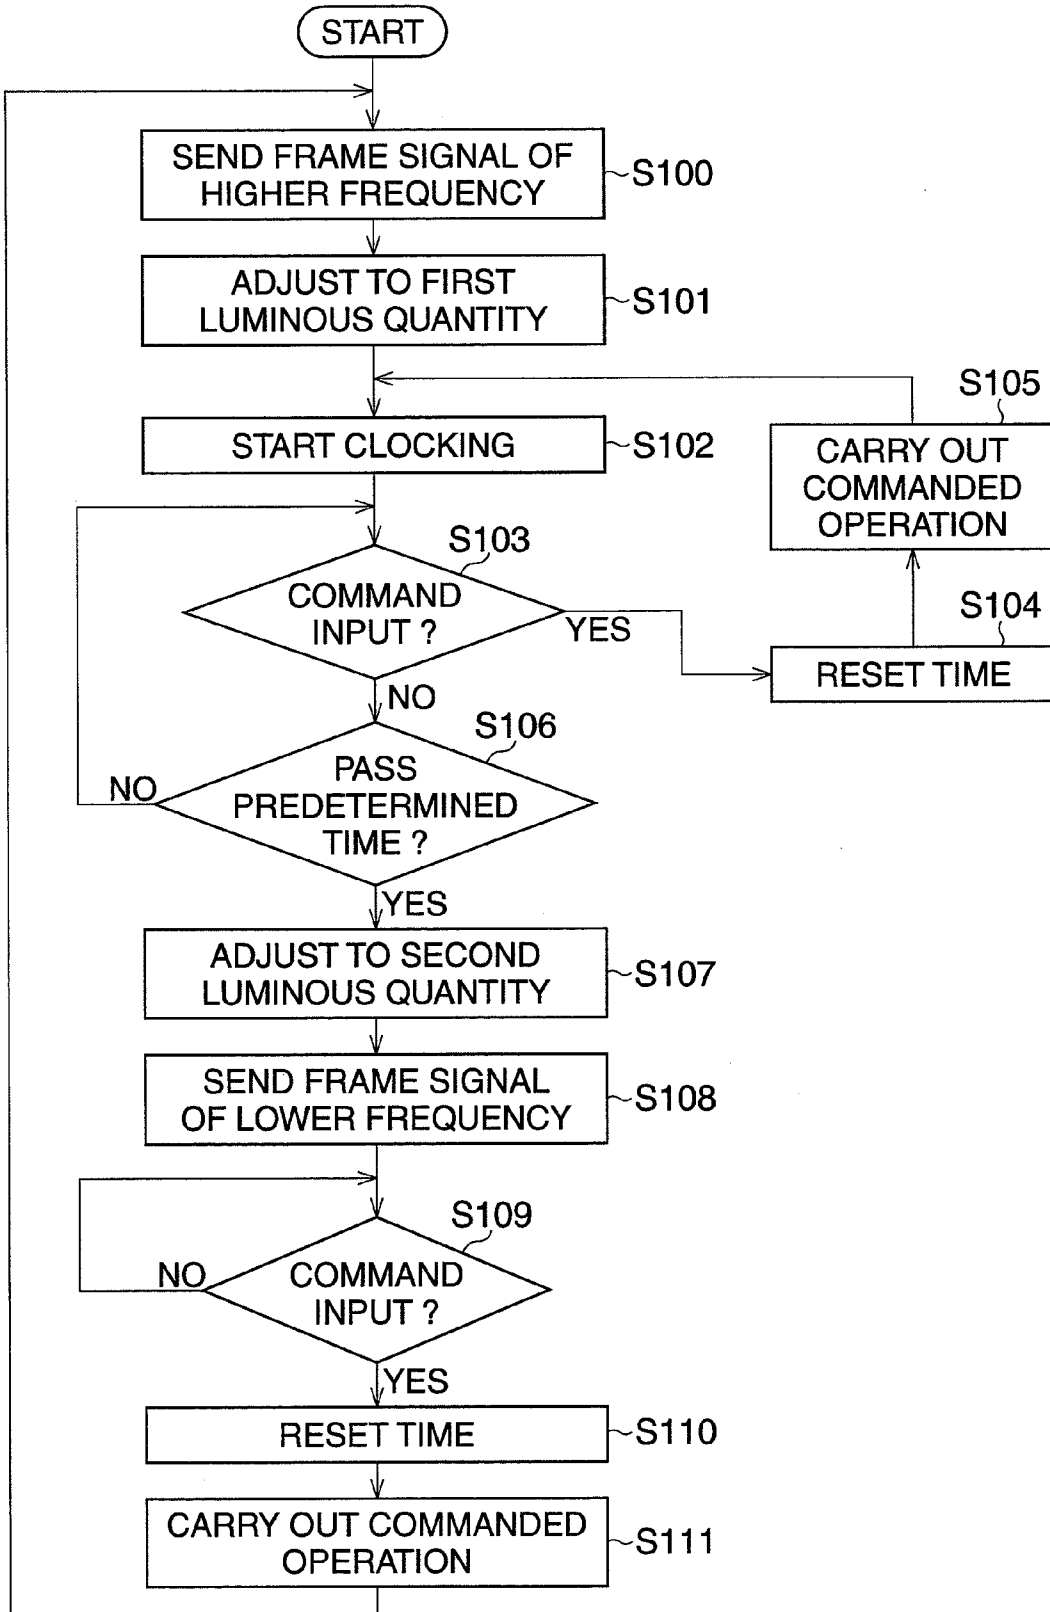 START
SEND FRAME SIGNAL OF
HIGHER FREQUENCY
S100
ADJUST TO FIRST
LUMINOUS QUANTITY
S101
START CLOCKING
S102
S105
CARRY OUT
COMMANDED
OPERATION
S103
COMMAND
INPUT ?
YES
NO
S104
RESET TIME
S106
PASS
PREDETERMINED
TIME ?
NO
YES
ADJUST TO SECOND
LUMINOUS QUANTITY
S107
SEND FRAME SIGNAL
OF LOWER FREQUENCY
S108
S109
COMMAND
INPUT ?
NO
YES
RESET TIME
S110
CARRY OUT COMMANDED
OPERATION
S111